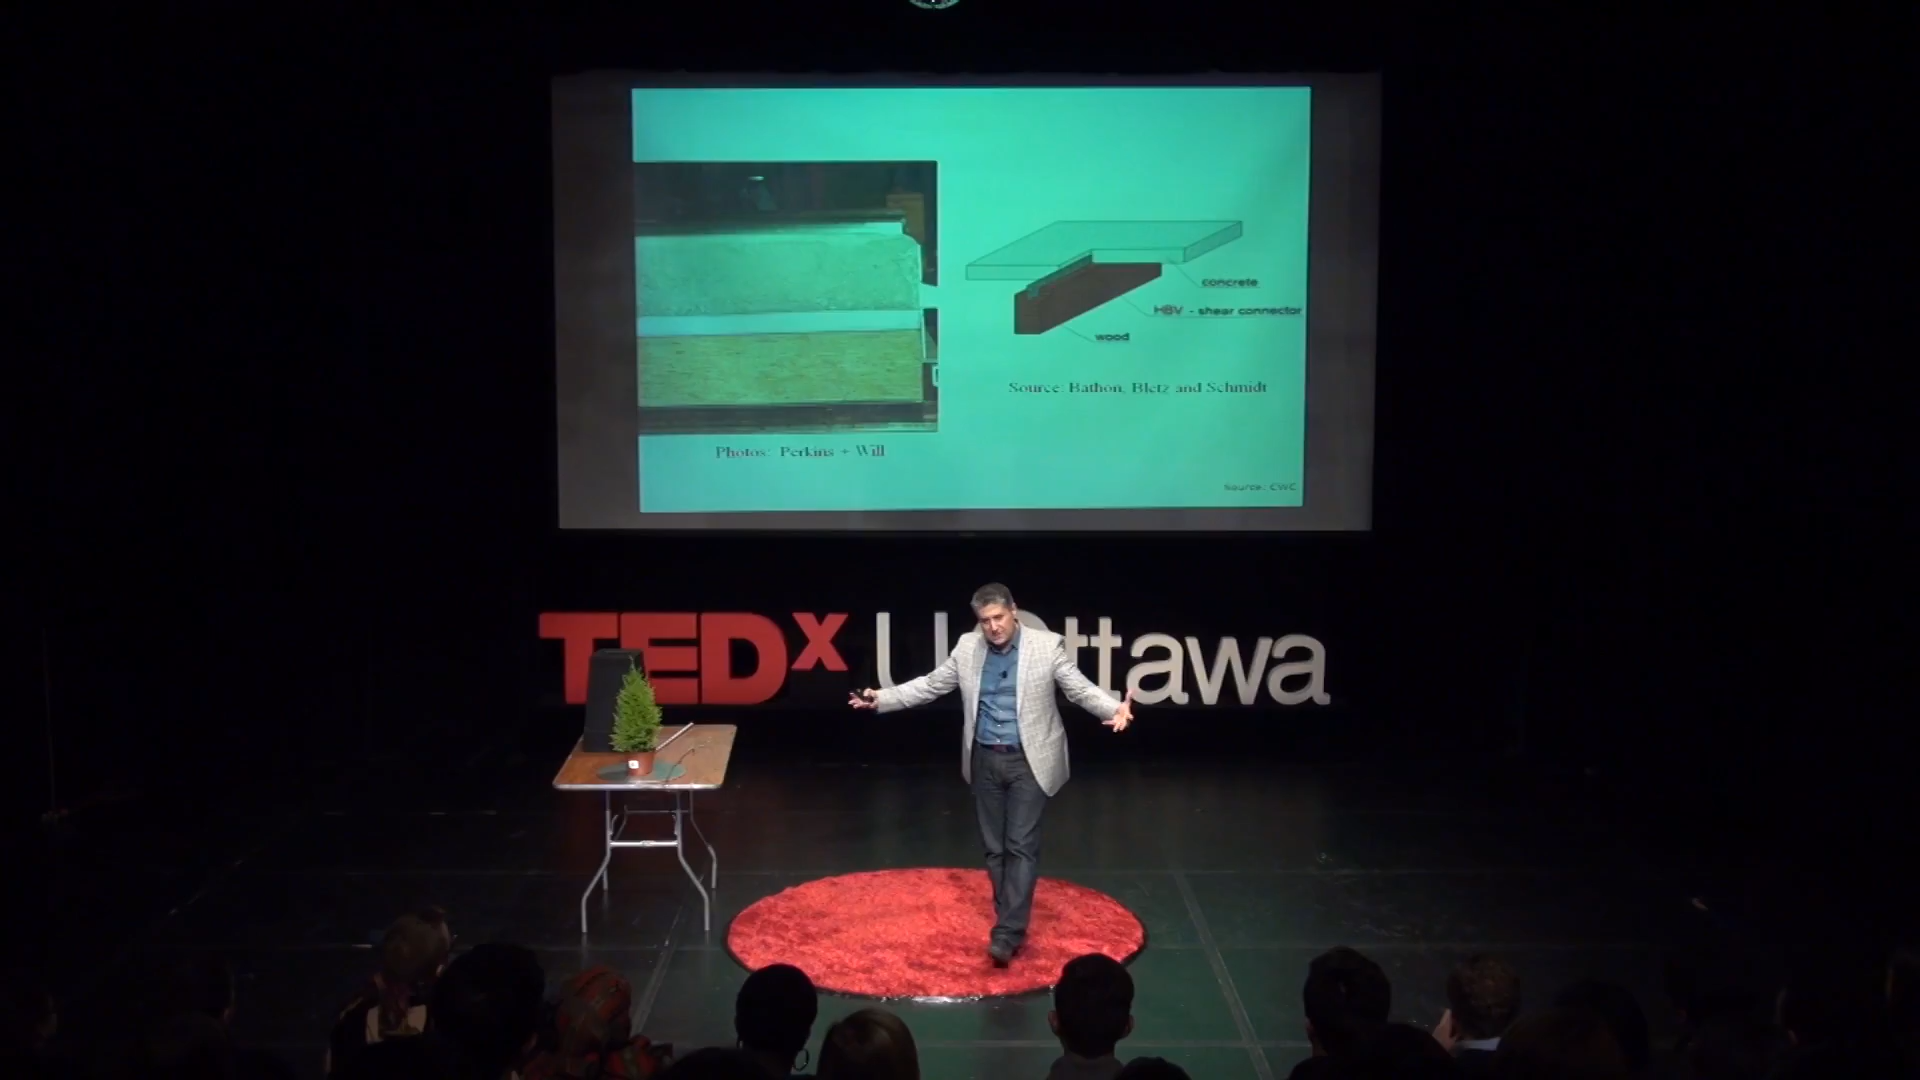 concrete
HBV - shear connector
wood
Source: Bathon, Bletz and Schmidt
Photos: Perkins + Will
Source: CWC
TEDx UOttawa